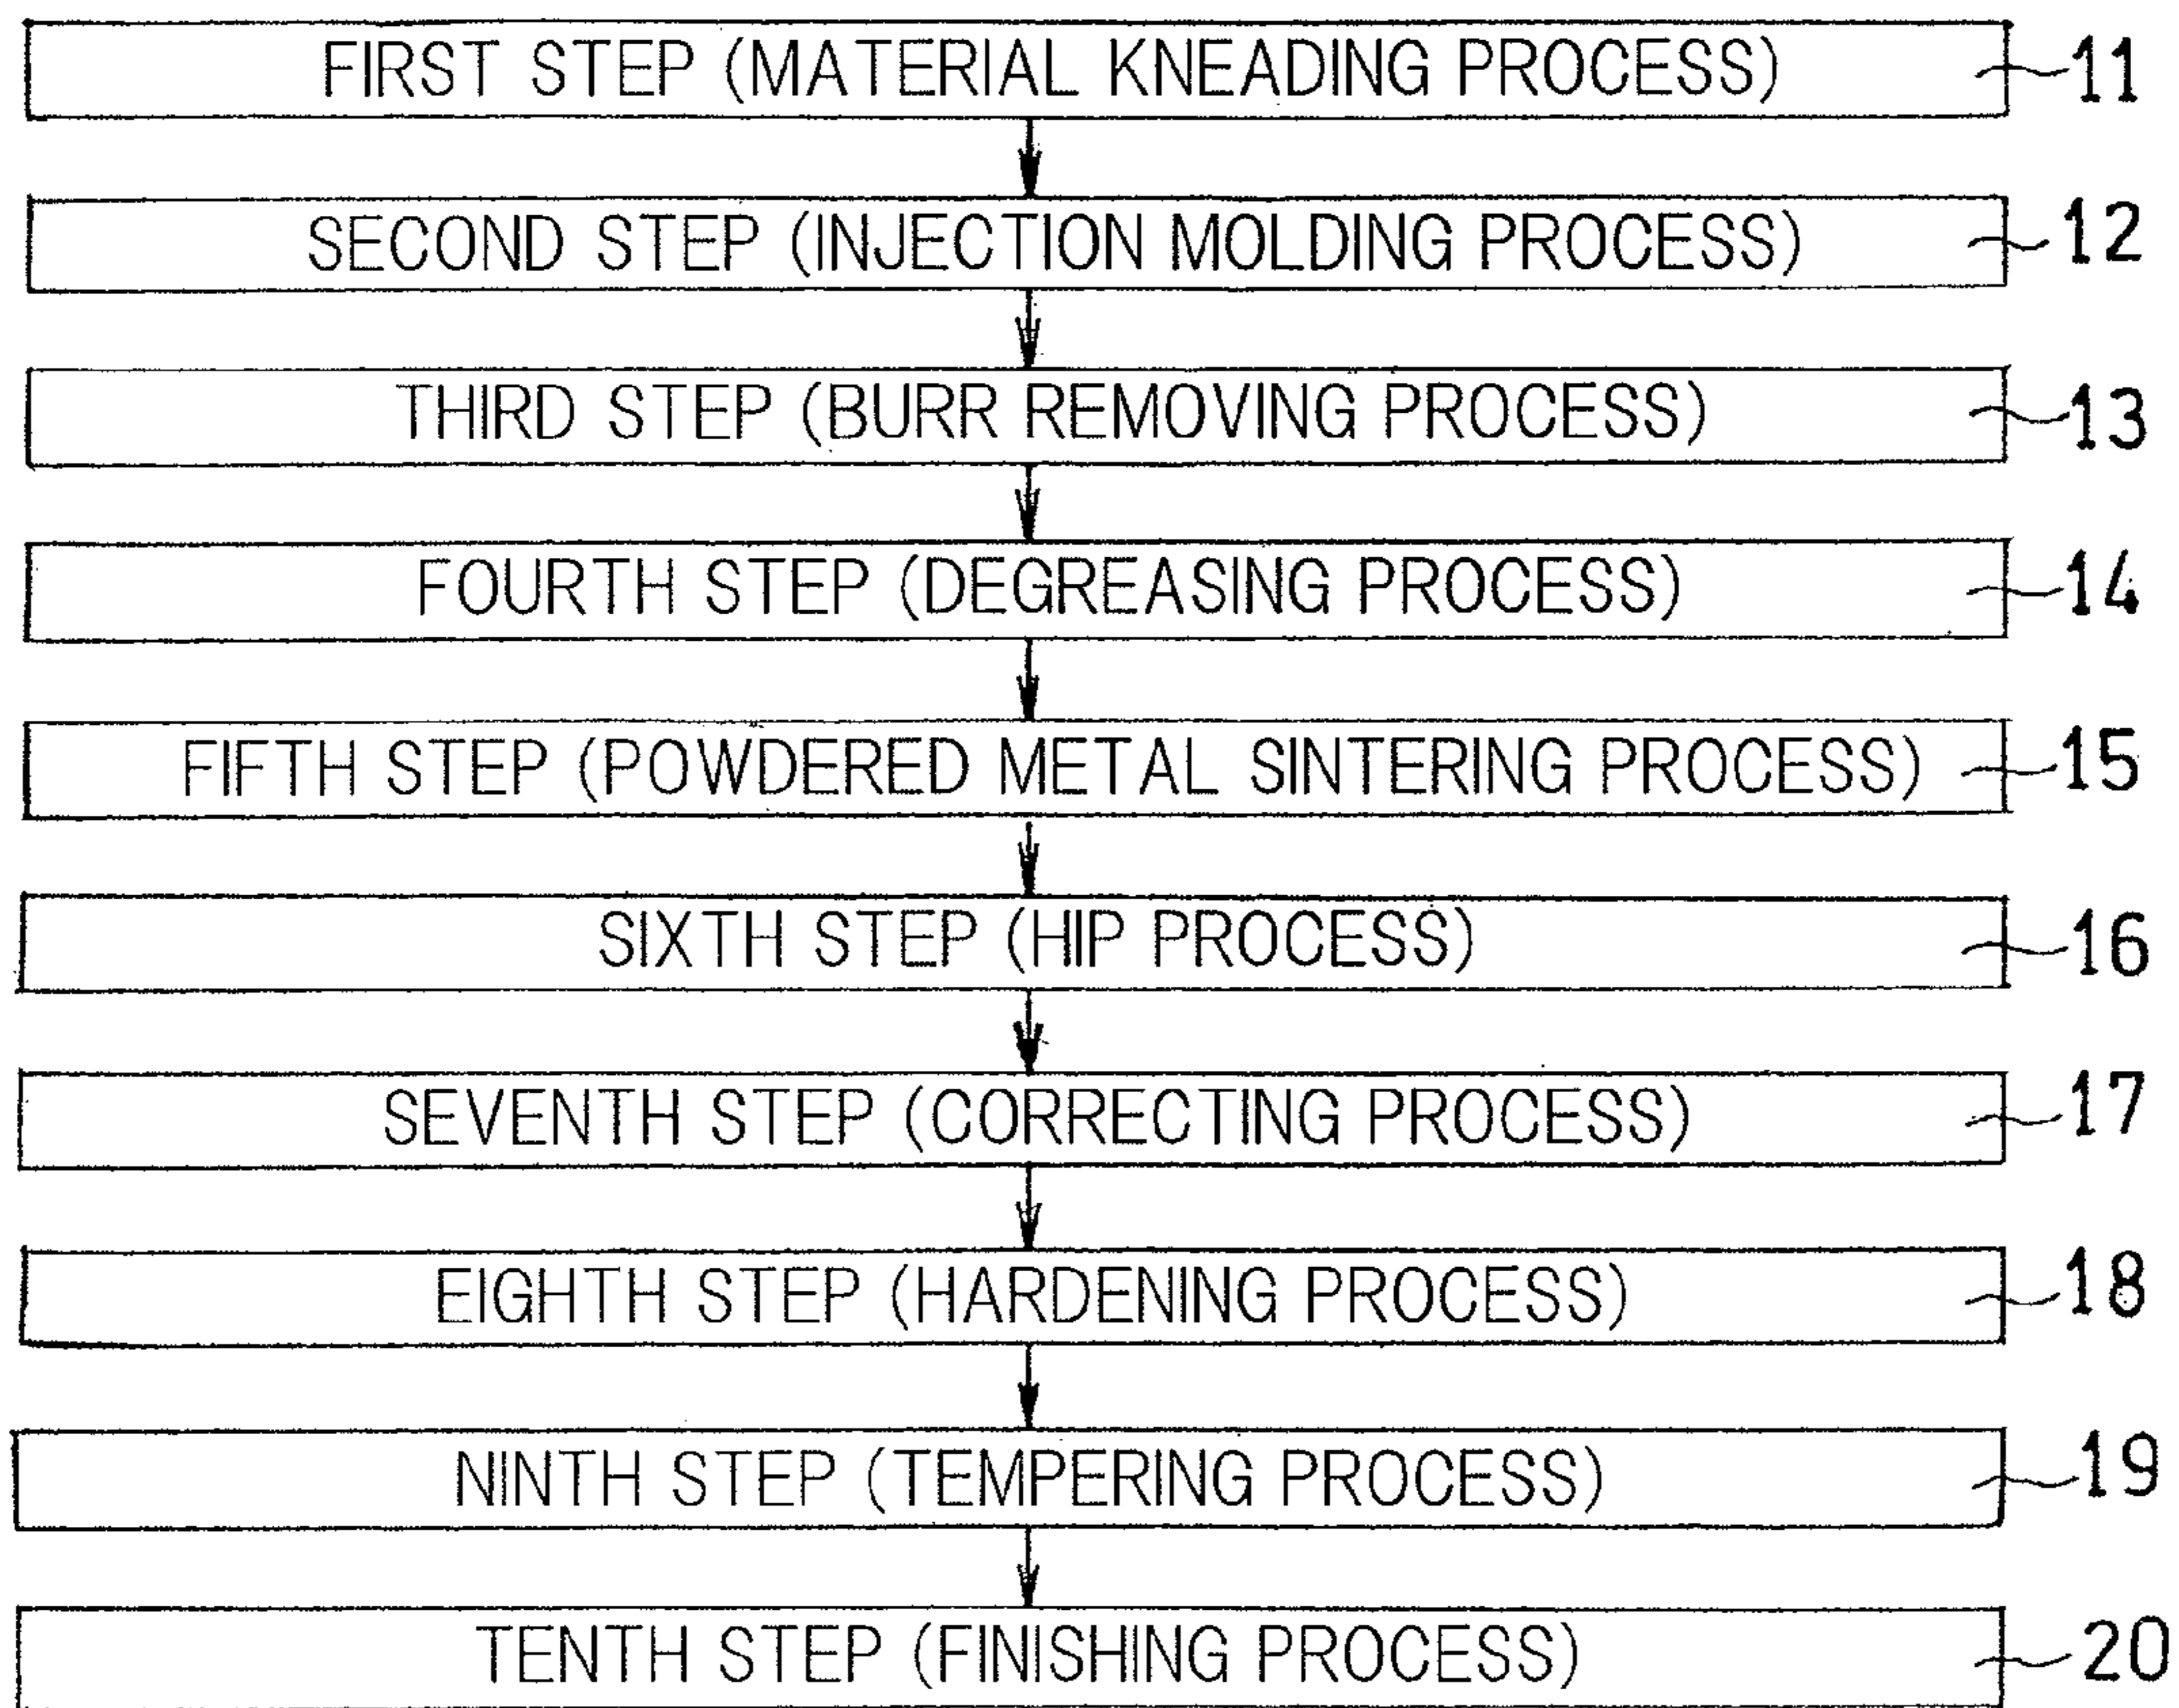 FIRST STEP (MATERIAL KNEADING PROCESS) 11
SECOND STEP (INJECTION MOLDING PROCESS) 12
THIRD STEP (BURR REMOVING PROCESS) 13
FOURTH STEP (DEGREASING PROCESS) 14
FIFTH STEP (POWDERED METAL SINTERING PROCESS) 15
SIXTH STEP (HIP PROCESS) 16
SEVENTH STEP (CORRECTING PROCESS) 17
EIGHTH STEP (HARDENING PROCESS) 18
NINTH STEP (TEMPERING PROCESS) 19
TENTH STEP (FINISHING PROCESS) 20